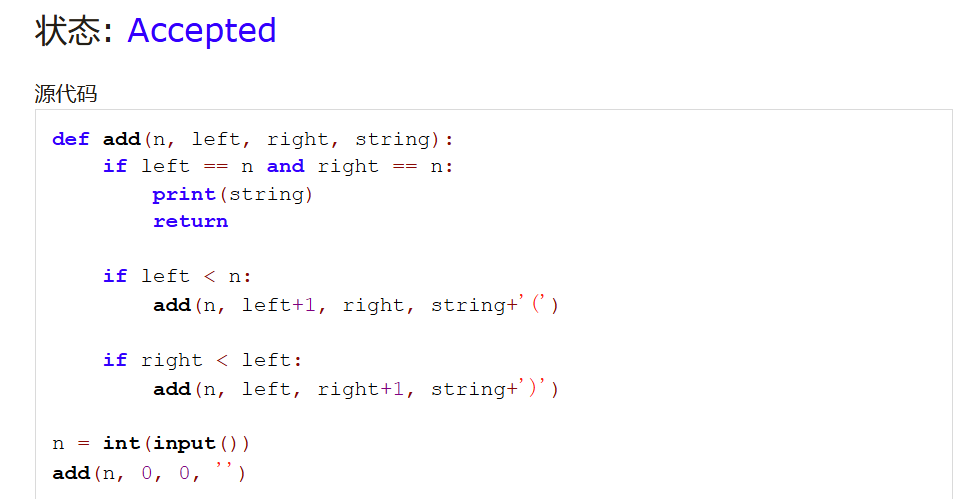 状态: Accepted
源代码
def add(n, left, right, string):
    if left == n and right == n:
        print(string)
        return
    if left < n:
        add(n, left+1, right, string+'(')
    if right < left:
        add(n, left, right+1, string+')')
n = int(input())
add(n, 0, 0, '')